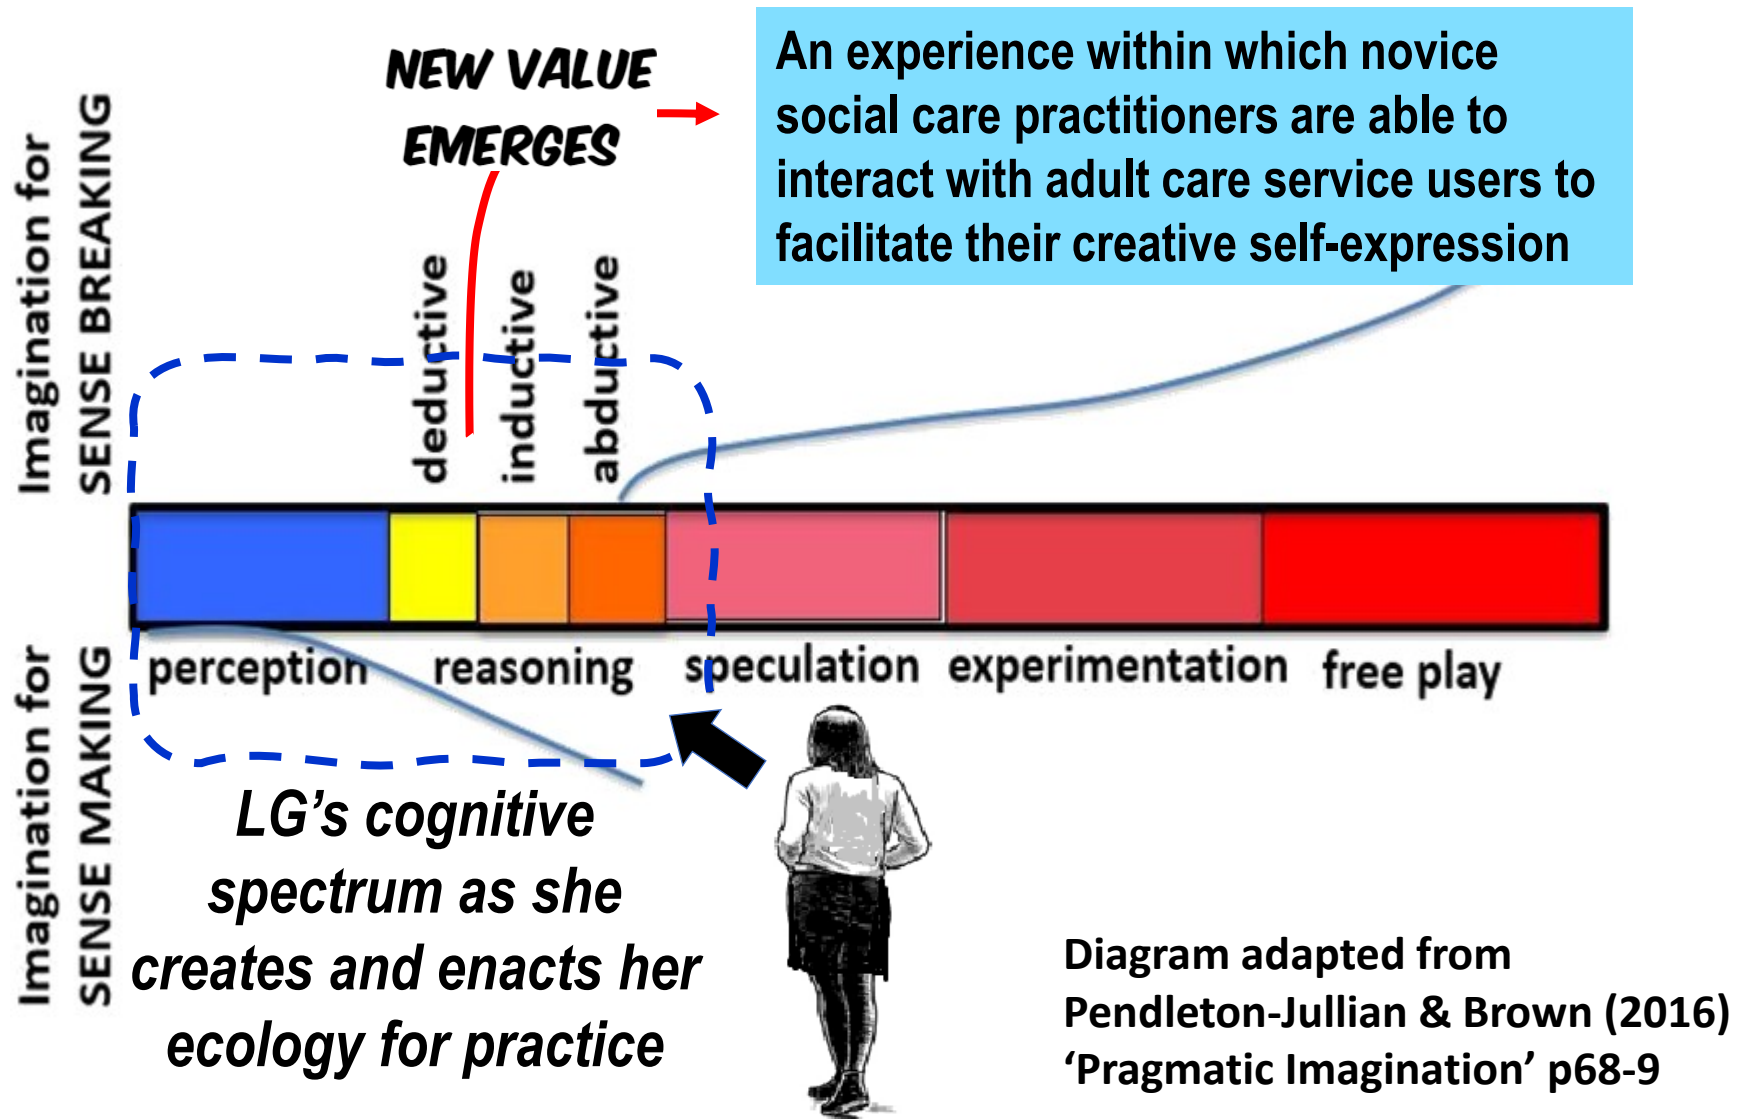 NEW VALUE
EMERGES
An experience within which novice
social care practitioners are able to
interact with adult care service users to
facilitate their creative self-expression
Imagination for
SENSE BREAKING
deductive
inductive
abductive
perception
reasoning
speculation
experimentation
free play
Imagination for
SENSE MAKING
LG’s cognitive
spectrum as she
creates and enacts her
ecology for practice
Diagram adapted from
Pendleton-Jullian & Brown (2016)
‘Pragmatic Imagination’ p68-9